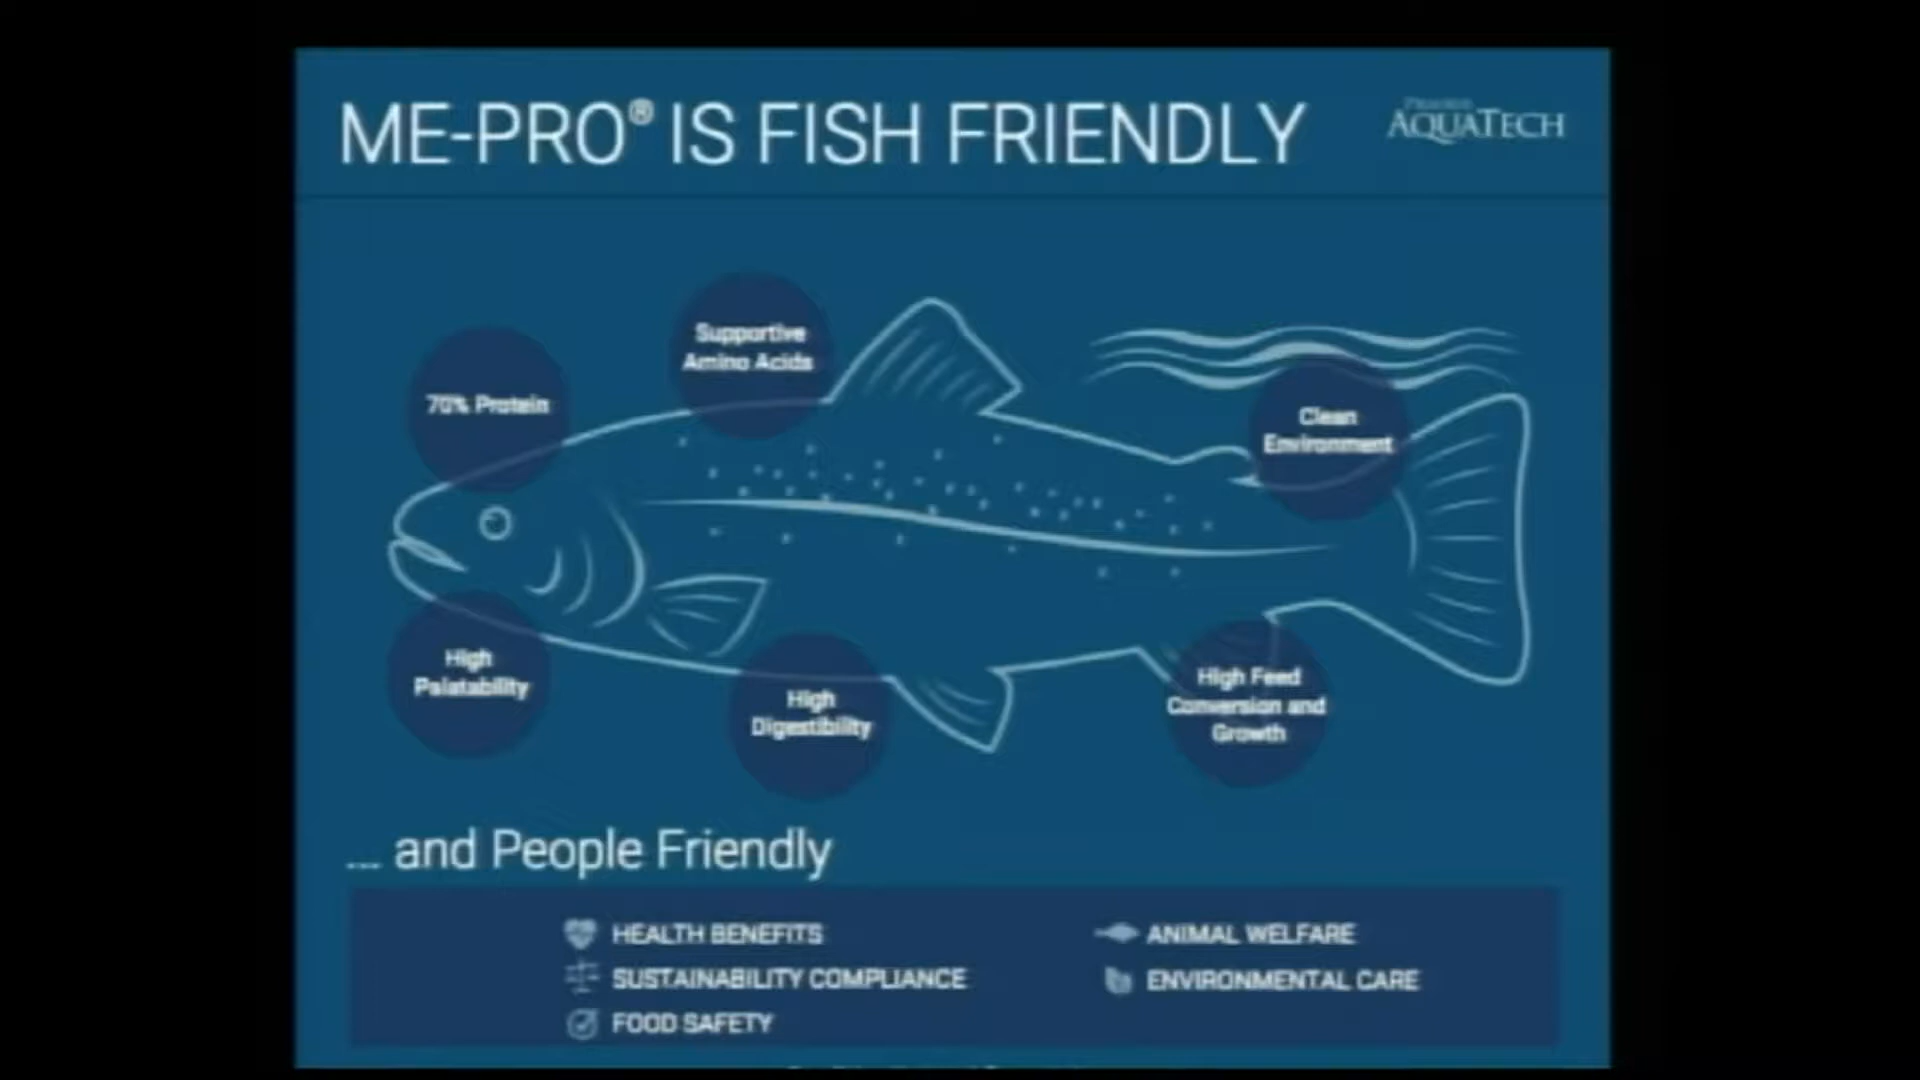 ME-PRO® IS FISH FRIENDLY
AQUATECH
Supportive
Amino Acids
70% Protein
Clean
Environment
High
Palatability
High
Digestibility
High Feed
Conversion and
Growth
... and People Friendly
HEALTH BENEFITS
ANIMAL WELFARE
SUSTAINABILITY COMPLIANCE
ENVIRONMENTAL CARE
FOOD SAFETY